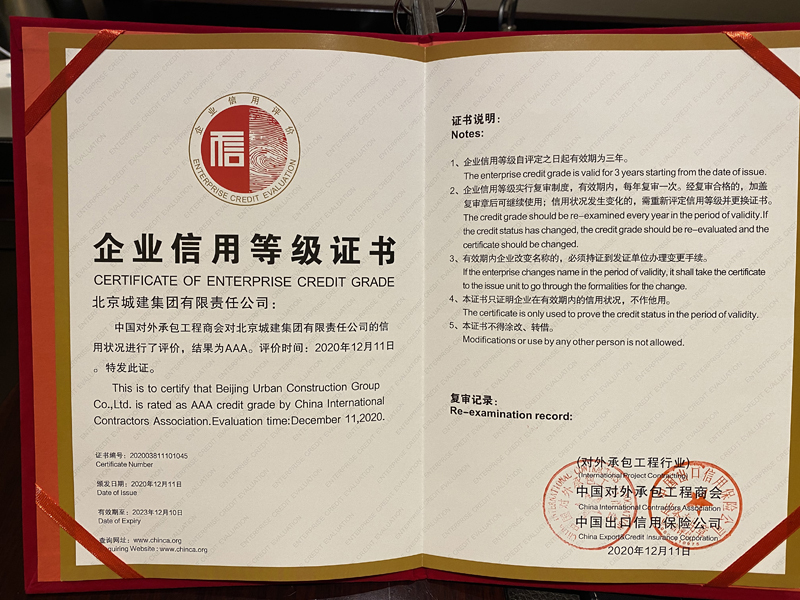 企业信用评价
信
ENTERPRISE CREDIT EVALUATION
企业信用等级证书
CERTIFICATE OF ENTERPRISE CREDIT GRADE
北京城建集团有限责任公司：
中国对外承包工程商会对北京城建集团有限责任公司的信
用状况进行了评价，结果为AAA。评价时间：2020年12月11日
。特发此证。
This is to certify that Beijing Urban Construction Group
Co.,Ltd. is rated as AAA credit grade by China International
Contractors Association.Evaluation time:December 11,2020.
证书编号：202003811101045
Certificate Number
颁发日期：2020年12月11日
Date of Issue
有效期至：2023年12月10日
Date of Expiry
查询网址：www.chinca.org
quiring Website : www.chinca.org
证书说明：
Notes:
1、企业信用等级自评定之日起有效期为三年。
The enterprise credit grade is valid for 3 years starting from the date of issue.
2、企业信用等级实行复审制度，有效期内，每年复审一次。经复审合格的，加盖
复审章后可继续使用；信用状况发生变化的，需重新评定信用等级并更换证书。
The credit grade should be re-examined every year in the period of validity.If
the credit status has changed, the credit grade should be re-evaluated and the
certificate should be changed.
3、有效期内企业改变名称的，必须持证到发证单位办理变更手续。
If the enterprise changes name in the period of validity, it shall take the certificate
to the issue unit to go through the formalities for the change.
4、本证书只证明企业在有效期内的信用状况，不作他用。
The certificate is only used to prove the credit status in the period of validity.
5、本证书不得涂改、转借。
Modifications or use by any other person is not allowed.
复审记录：
Re-examination record:
(对外承包工程行业)
(International Project Contracting)
中国对外承包工程商会
China International Contractors Association
中国出口信用保险公司
China Export&Credit Insurance Corporation
2020年12月11日